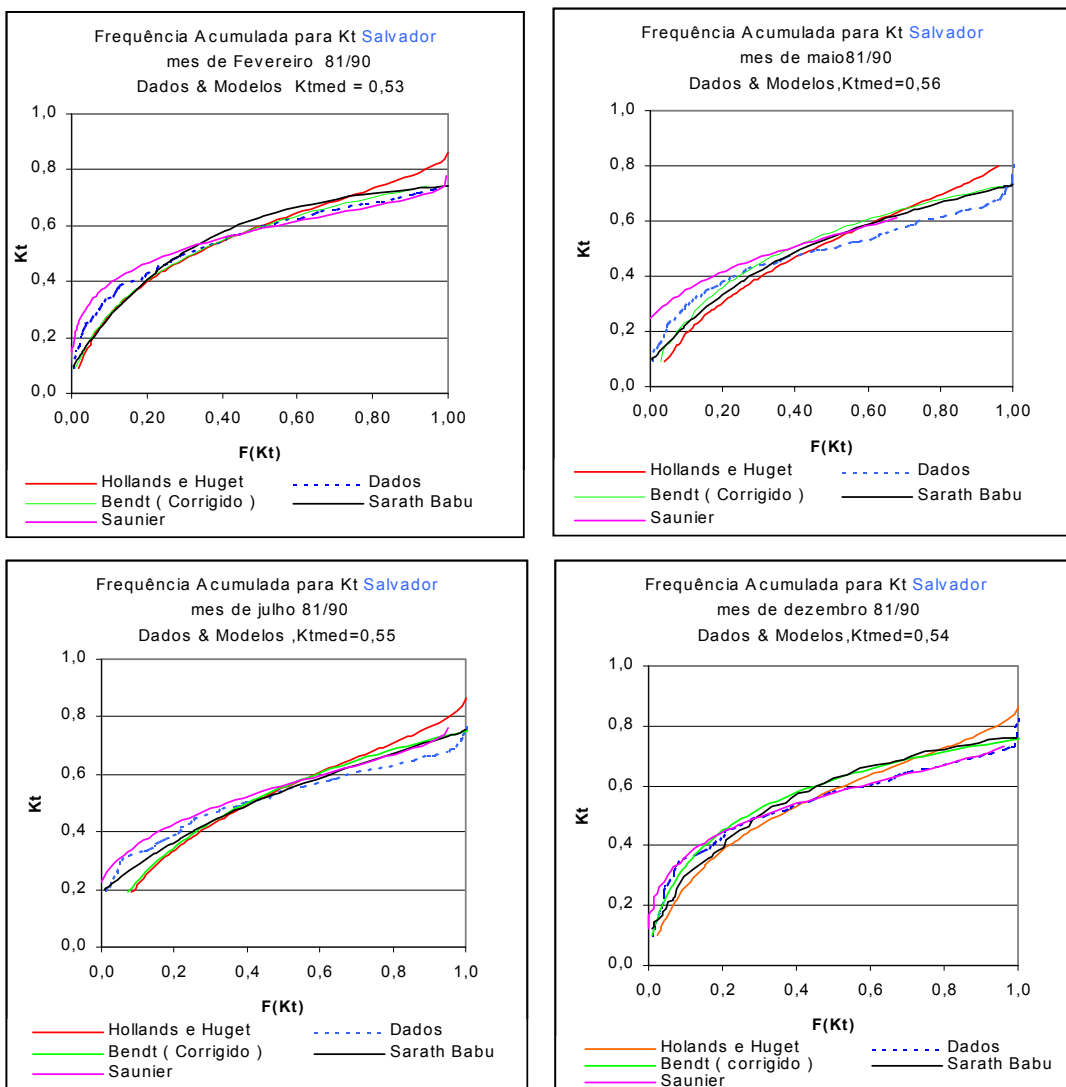 Frequência Acumulada para Kt Salvador
mes de Fevereiro 81/90
Dados & Modelos Ktmed = 0,53
1,0
0,8
0,6
0,4
0,2
0,0
Kt
0,00 0,20 0,40 0,60 0,80 1,00
F(Kt)
Hollands e Huget Dados
Bendt ( Corrigido ) Sarath Babu
Saunier
Frequência Acumulada para Kt Salvador
mes de maio81/90
Dados & Modelos,Ktmed=0,56
1,0
0,8
0,6
0,4
0,2
0,0
Kt
0,00 0,20 0,40 0,60 0,80 1,00
F(Kt)
Hollands e Huget Dados
Bendt ( Corrigido ) Sarath Babu
Saunier
Frequência Acumulada para Kt Salvador
mes de julho 81/90
Dados & Modelos ,Ktmed=0,55
1,0
0,8
0,6
0,4
0,2
0,0
Kt
0,0 0,2 0,4 0,6 0,8 1,0
F(Kt)
Hollands e Huget Dados
Bendt ( Corrigido ) Sarath Babu
Saunier
Frequência Acumulada para Kt Salvador
mes de dezembro 81/90
Dados & Modelos,Ktmed=0,54
1,0
0,8
0,6
0,4
0,2
0,0
Kt
0,0 0,2 0,4 0,6 0,8 1,0
F(Kt)
Holands e Huget Dados
Bendt ( corrigido ) Sarath Babu
Saunier